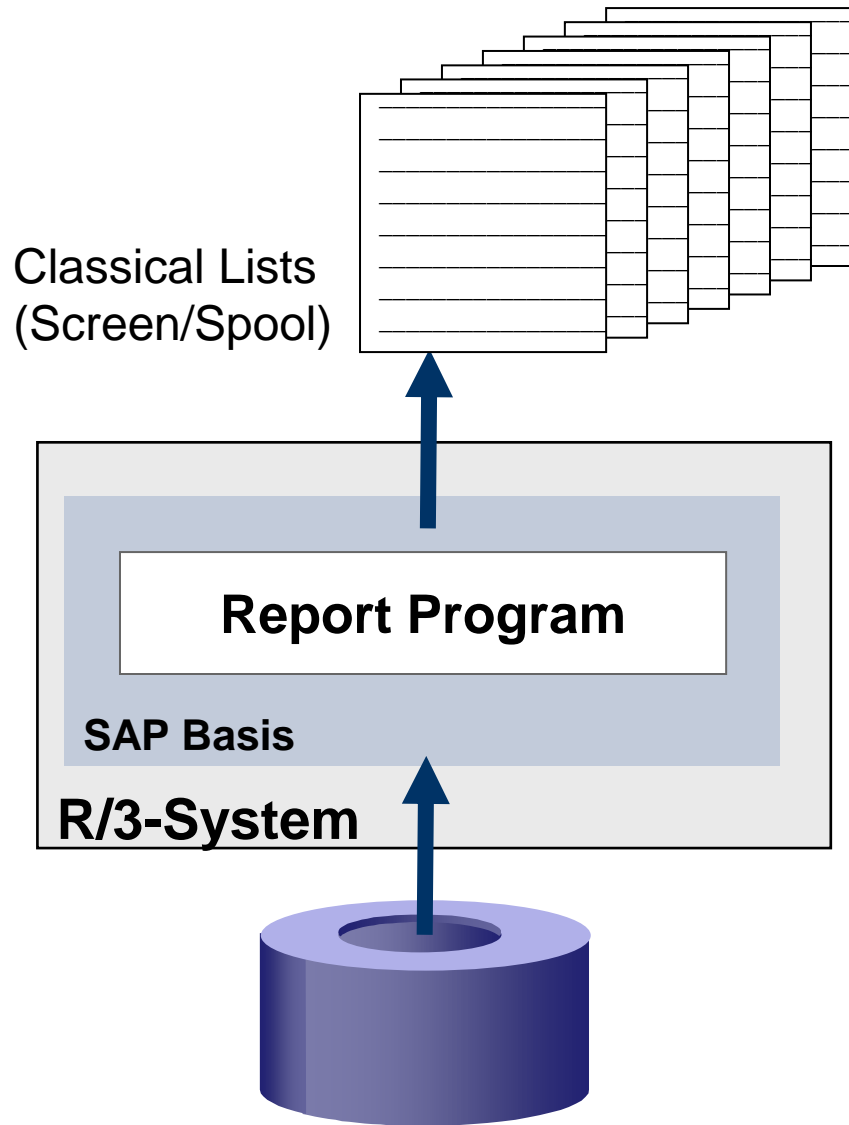 Classical Lists
(Screen/Spool)
Report Program
SAP Basis
R/3-System